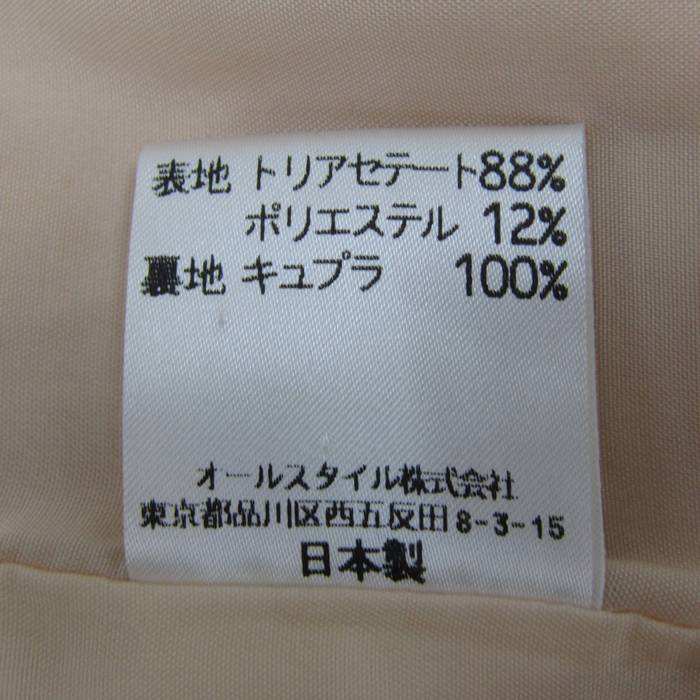 表地 トリアセテート88%
ポリエステル 12%
裏地 キュプラ 100%
オールスタイル株式会社
東京都品川区西五反田8-3-15
日本製